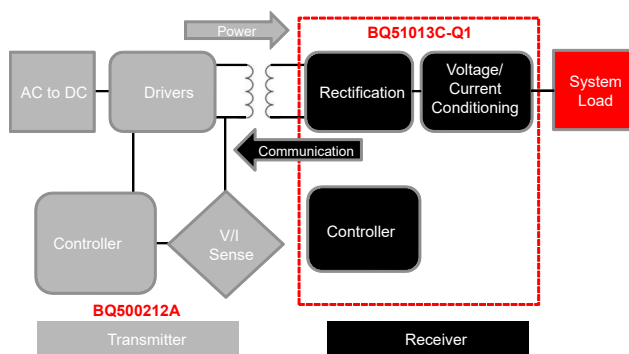 Power
BQ51013C-Q1
AC to DC
Drivers
Rectification
Voltage/
Current
Conditioning
System
Load
Communication
Controller
V/I
Sense
Controller
BQ500212A
Transmitter
Receiver